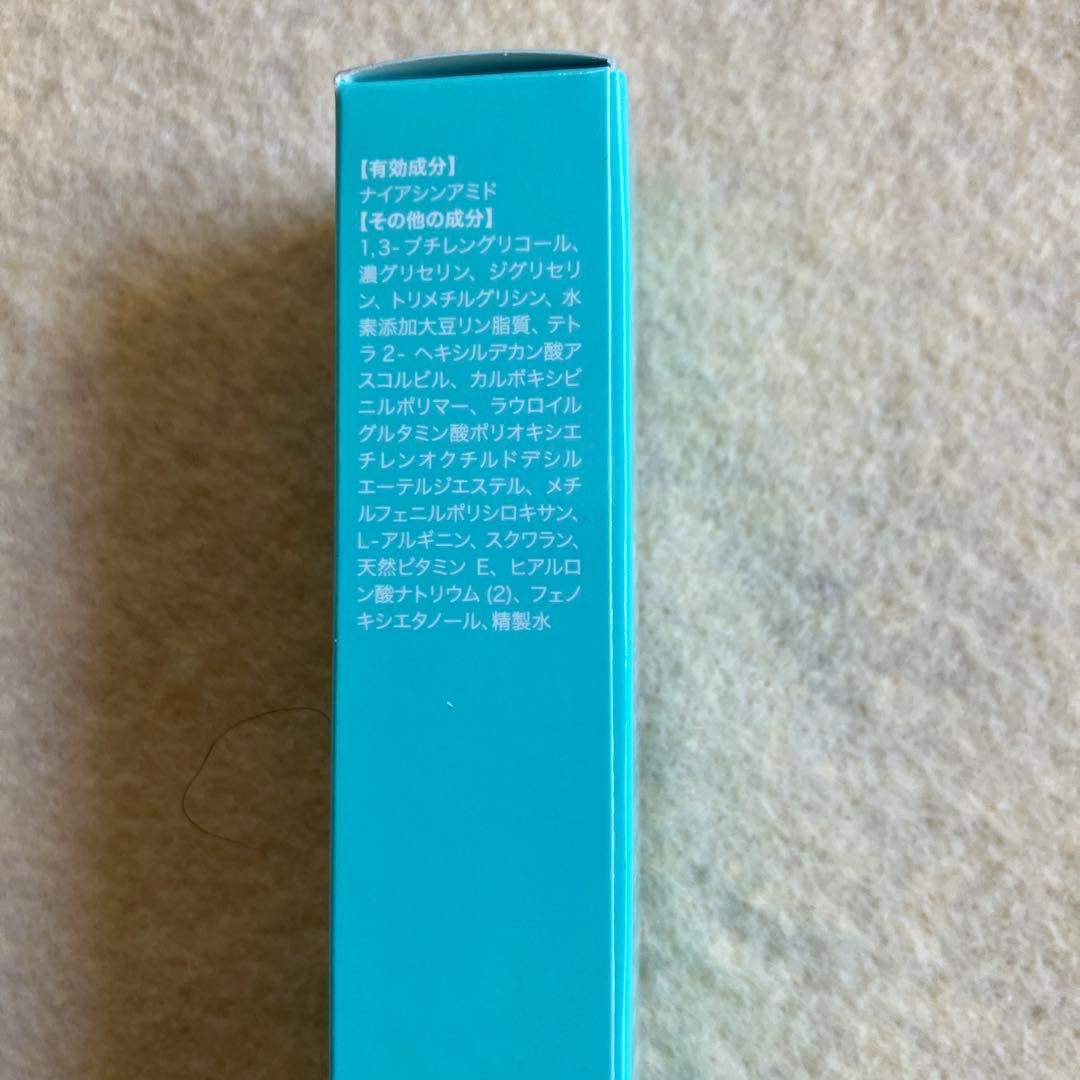 【有効成分】
ナイアシンアミド
【その他の成分】
1,3-ブチレングリコール、
濃グリセリン、ジグリセリ
ン、トリメチルグリシン、水
素添加大豆リン脂質、テト
ラ2-ヘキシルデカン酸ア
スコルビル、カルボキシビ
ニルポリマー、ラウロイル
グルタミン酸ポリオキシエ
チレンオクチルドデシル
エーテルジエステル、メチ
ルフェニルポリシロキサン、
L-アルギニン、スクワラン、
天然ビタミンE、ヒアルロ
ン酸ナトリウム(2)、フェノ
キシエタノール、精製水